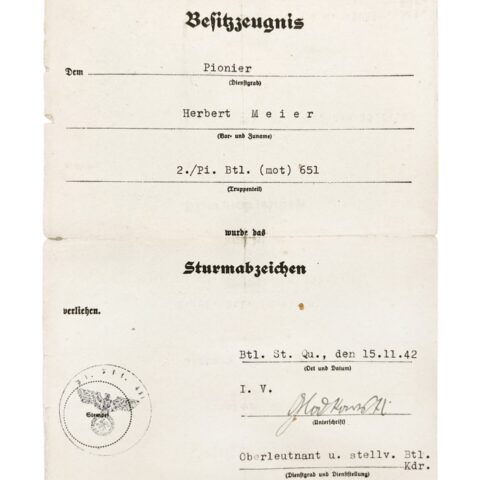 Besitzzeugnis
Dem Pionier
(Dienstgrad)
Herbert Meier
(Vor- und Zuname)
2./Pi. Btl. (mot) 651
(Truppenteil)
wurde das
Sturmabzeichen
verliehen.
Btl. St. Qu., den 15.11.42
(Ort und Datum)
I. V.
(Unterschrift)
Stempel
Oberleutnant u. stellv. Btl.
Kdr.
(Dienstgrad und Dienststellung)